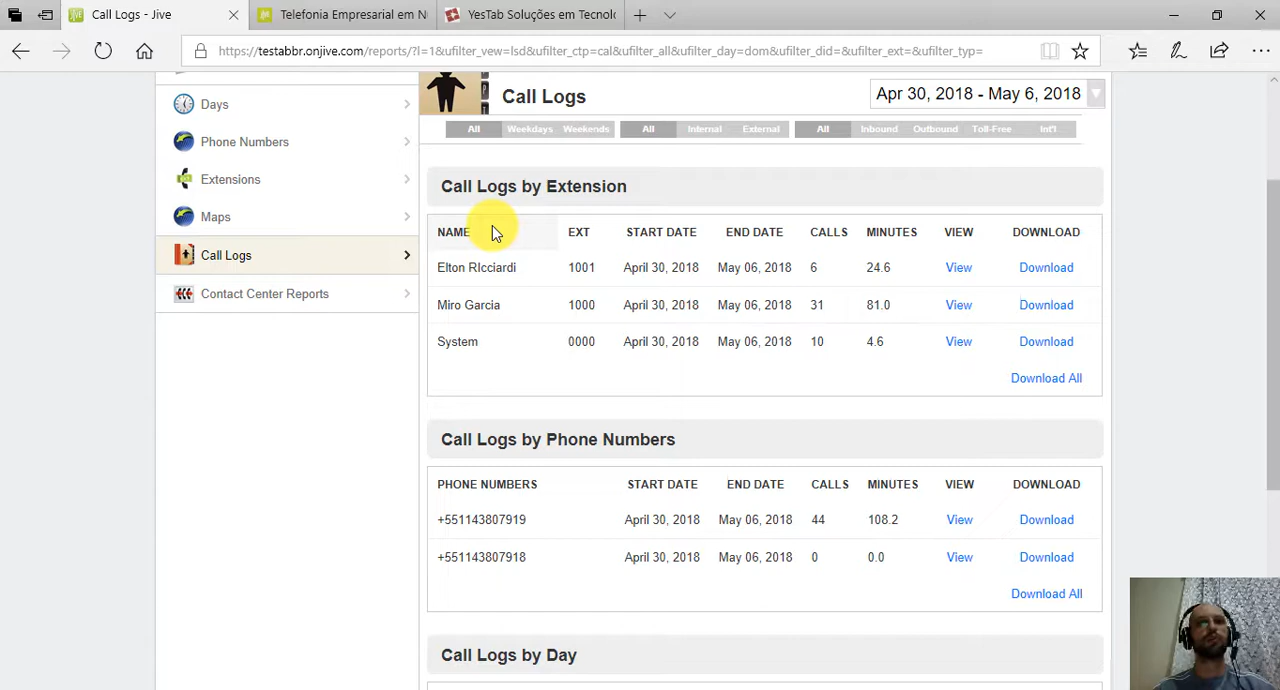 Call Logs - Jive
Telefonia Empresarial em N
YesTab Soluções em Tecnolo
https://testabbr.onjive.com/reports/?l=1&ufilter_vew=lsd&ufilter_ctp=cal&ufilter_all&ufilter_day=dom&ufilter_did=&ufilter_ext=&ufilter_typ=
Days
Phone Numbers
Extensions
Maps
Call Logs
Contact Center Reports
Call Logs
Apr 30, 2018 - May 6, 2018
All Weekdays Weekends All Internal External All Inbound Outbound Toll-Free Int'l
Call Logs by Extension
NAME EXT START DATE END DATE CALLS MINUTES VIEW DOWNLOAD
Elton RIcciardi 1001 April 30, 2018 May 06, 2018 6 24.6 View Download
Miro Garcia 1000 April 30, 2018 May 06, 2018 31 81.0 View Download
System 0000 April 30, 2018 May 06, 2018 10 4.6 View Download
Download All
Call Logs by Phone Numbers
PHONE NUMBERS START DATE END DATE CALLS MINUTES VIEW DOWNLOAD
+551143807919 April 30, 2018 May 06, 2018 44 108.2 View Download
+551143807918 April 30, 2018 May 06, 2018 0 0.0 View Download
Download All
Call Logs by Day